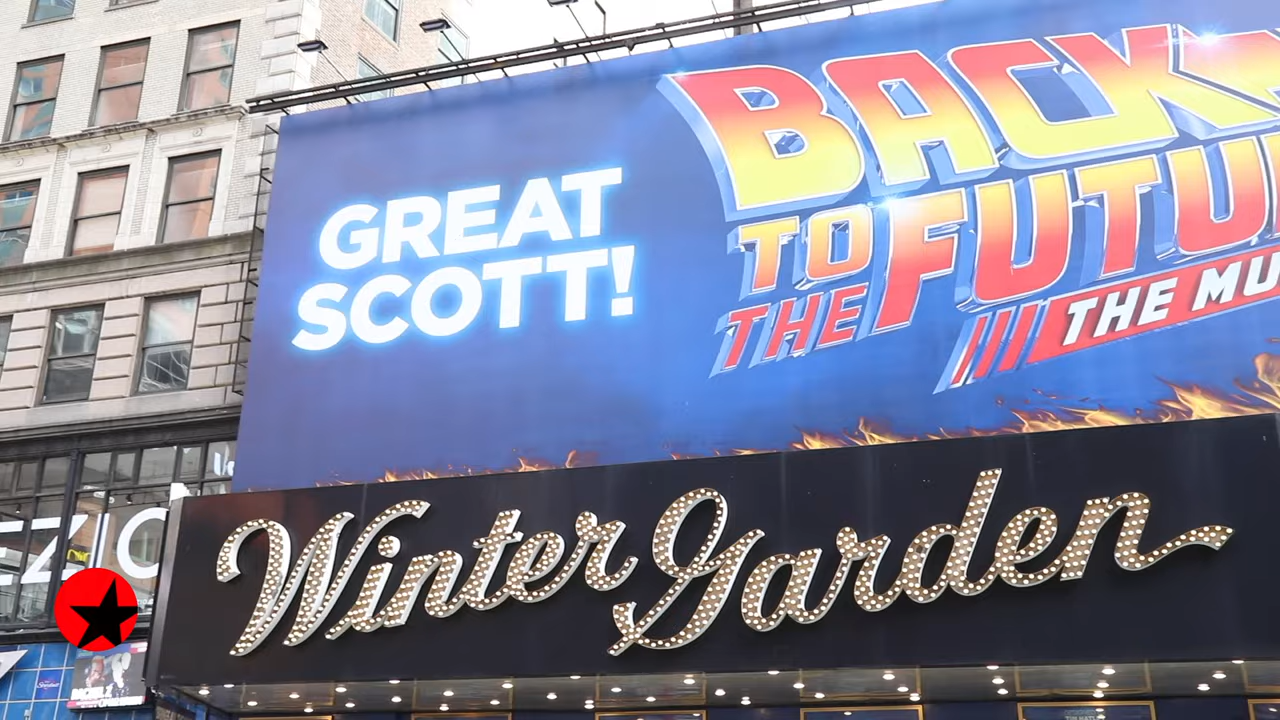 GREAT
SCOTT!
BACK
TO FUTU
THE
THE MU
Winter Garden